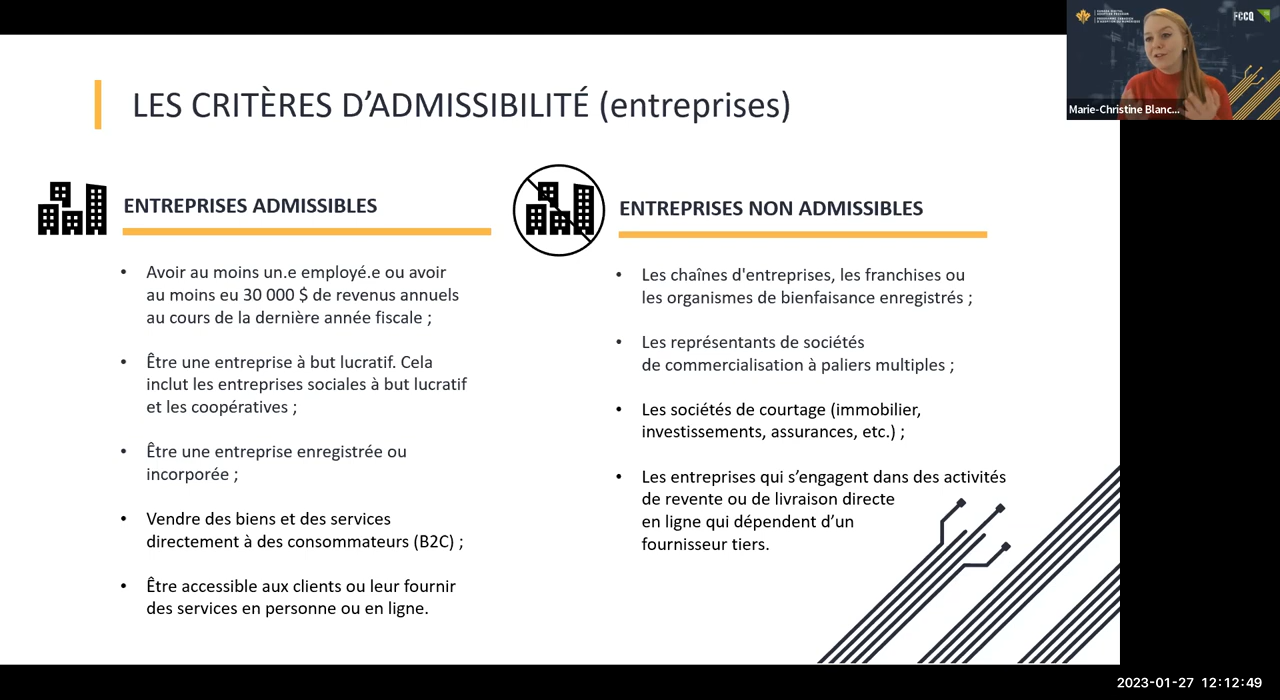 FCCQ
Marie-Christine Blanc...
LES CRITÈRES D’ADMISSIBILITÉ (entreprises)
ENTREPRISES ADMISSIBLES
• Avoir au moins un.e employé.e ou avoir
au moins eu 30 000 $ de revenus annuels
au cours de la dernière année fiscale ;
• Être une entreprise à but lucratif. Cela
inclut les entreprises sociales à but lucratif
et les coopératives ;
• Être une entreprise enregistrée ou
incorporée ;
• Vendre des biens et des services
directement à des consommateurs (B2C) ;
• Être accessible aux clients ou leur fournir
des services en personne ou en ligne.
ENTREPRISES NON ADMISSIBLES
• Les chaînes d'entreprises, les franchises ou
les organismes de bienfaisance enregistrés ;
• Les représentants de sociétés
de commercialisation à paliers multiples ;
• Les sociétés de courtage (immobilier,
investissements, assurances, etc.) ;
• Les entreprises qui s’engagent dans des activités
de revente ou de livraison directe
en ligne qui dépendent d’un
fournisseur tiers.
2023-01-27 12:12:49